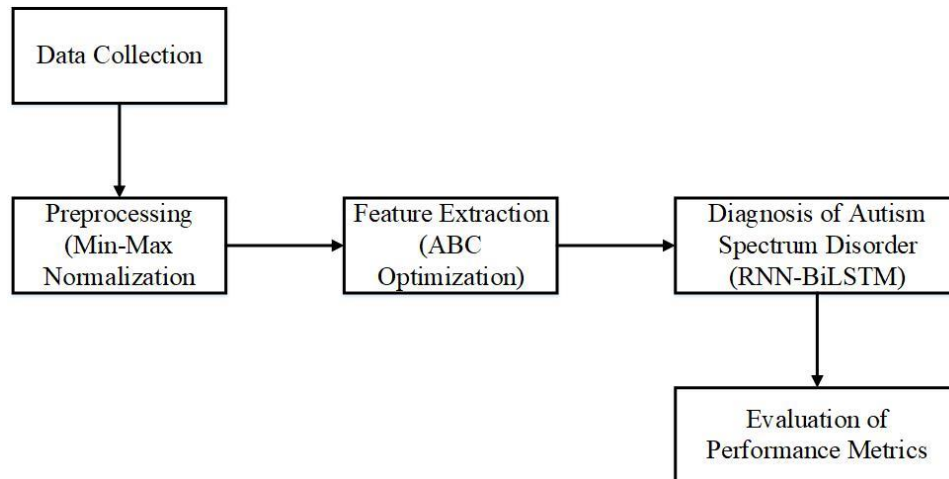 Data Collection
Preprocessing
(Min-Max
Normalization
Feature Extraction
(ABC
Optimization)
Diagnosis of Autism
Spectrum Disorder
(RNN-BiLSTM)
Evaluation of
Performance Metrics